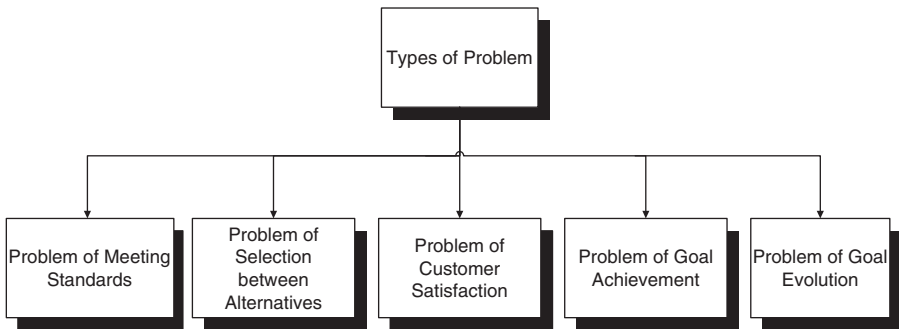 Types of Problem
Problem of Meeting
Standards
Problem of
Selection
between
Alternatives
Problem of
Customer
Satisfaction
Problem of Goal
Achievement
Problem of Goal
Evolution